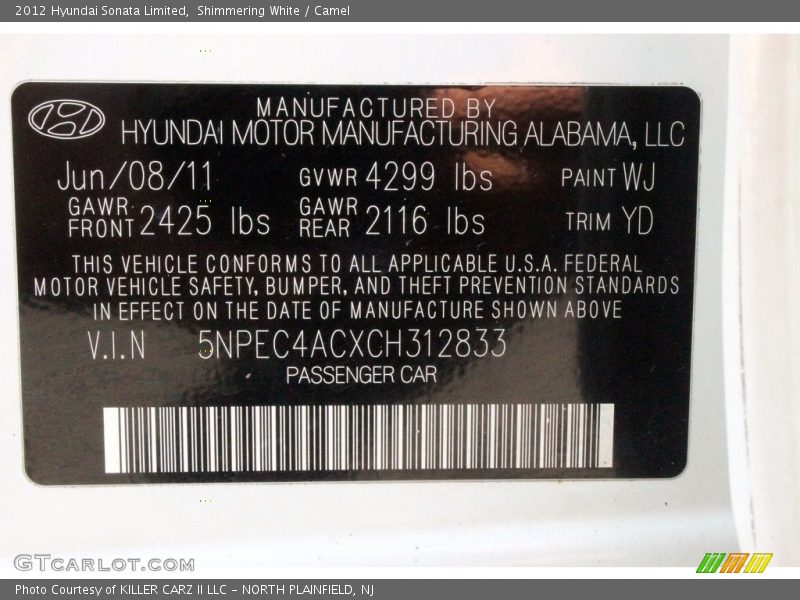 2012 Hyundai Sonata Limited, Shimmering White / Camel
MANUFACTURED BY
HYUNDAI MOTOR MANUFACTURING ALABAMA, LLC
Jun/08/11 GVWR 4299 lbs PAINT WJ
GAWR FRONT 2425 lbs GAWR REAR 2116 lbs TRIM YD
THIS VEHICLE CONFORMS TO ALL APPLICABLE U.S.A. FEDERAL
MOTOR VEHICLE SAFETY, BUMPER, AND THEFT PREVENTION STANDARDS
IN EFFECT ON THE DATE OF MANUFACTURE SHOWN ABOVE
V.I.N 5NPEC4ACXCH312833
PASSENGER CAR
GTCARLOT.COM
Photo Courtesy of KILLER CARZ II LLC - NORTH PLAINFIELD, NJ